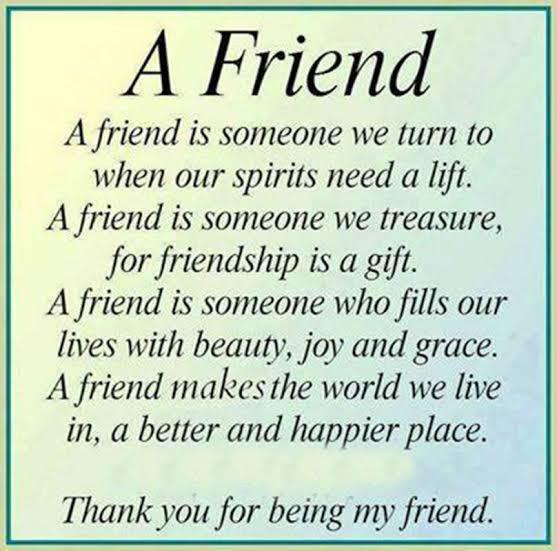 A Friend
A friend is someone we turn to
when our spirits need a lift.
A friend is someone we treasure,
for friendship is a gift.
A friend is someone who fills our
lives with beauty, joy and grace.
A friend makes the world we live
in, a better and happier place.
Thank you for being my friend.